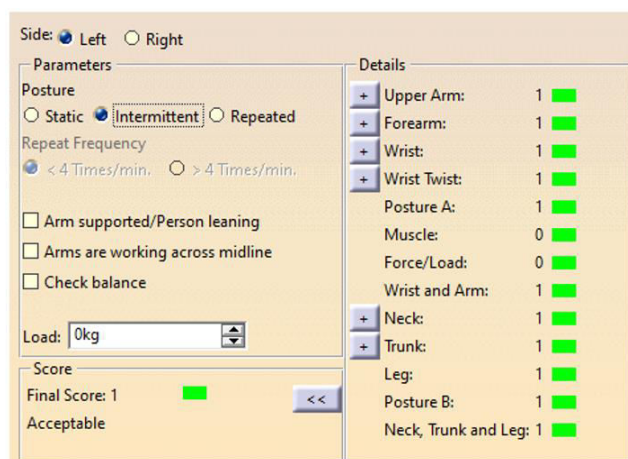 Side: Left Right
Parameters
Posture
Static Intermittent Repeated
Repeat Frequency
< 4 Times/min. > 4 Times/min.
Arm supported/Person leaning
Arms are working across midline
Check balance
Load: 0kg
Score
Final Score: 1
<<
Acceptable
Details
+ Upper Arm: 1
+ Forearm: 1
+ Wrist: 1
+ Wrist Twist: 1
Posture A: 1
Muscle: 0
Force/Load: 0
Wrist and Arm: 1
+ Neck: 1
+ Trunk: 1
Leg: 1
Posture B: 1
Neck, Trunk and Leg: 1